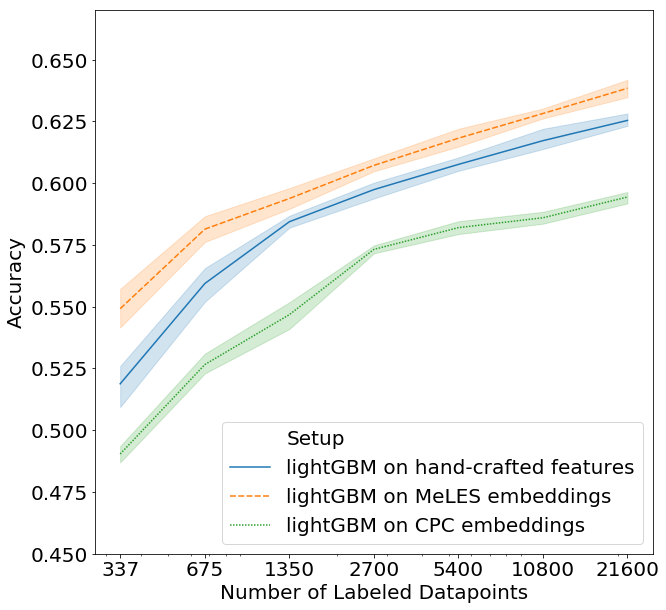 0.650
0.625
0.600
0.575
0.550
0.525
0.500
0.475
0.450
Accuracy
Setup
lightGBM on hand-crafted features
lightGBM on MeLES embeddings
lightGBM on CPC embeddings
337 675 1350 2700 5400 10800 21600
Number of Labeled Datapoints